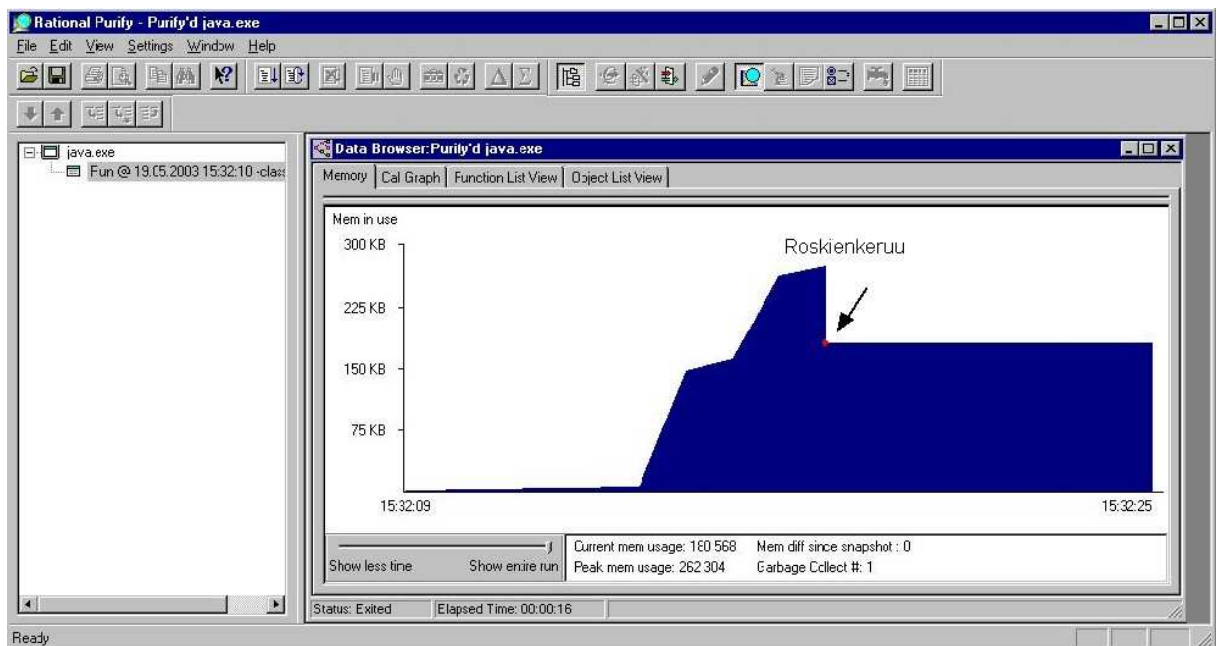 Rational Purify - Purify'd java.exe
File Edit View Settings Window Help
java.exe
Run @ 19.05.2003 15:32:10 -class
Data Browser:Purify'd java.exe
Memory Call Graph Function List View Object List View
Mem in use
300 KB
Roskienkeruu
225 KB
150 KB
75 KB
15:32:09 15:32:25
Show less time Show entire run
Current mem usage: 180 568 Mem diff since snapshot : 0
Peak mem usage: 262 304 Garbage Collect #: 1
Status: Exited Elapsed Time: 00:00:16
Ready